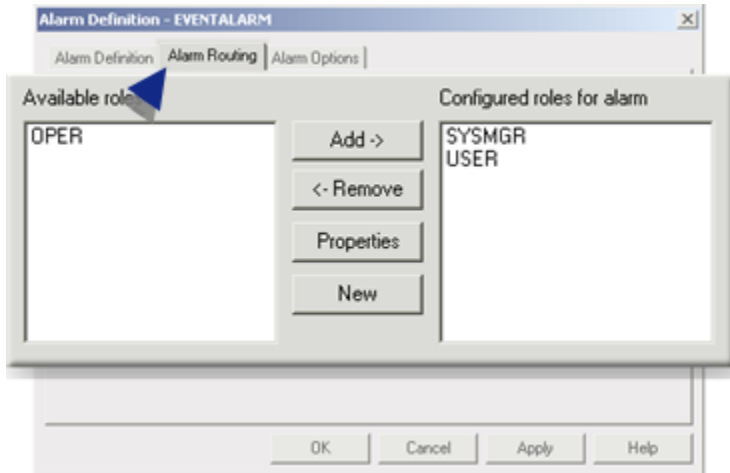 Alarm Definition - EVENTALARM
Alarm Definition Alarm Routing Alarm Options
Available
Configured roles for alarm
OPER
Add ->
<- Remove
Properties
New
SYSMGR
USER
OK Cancel Apply Help